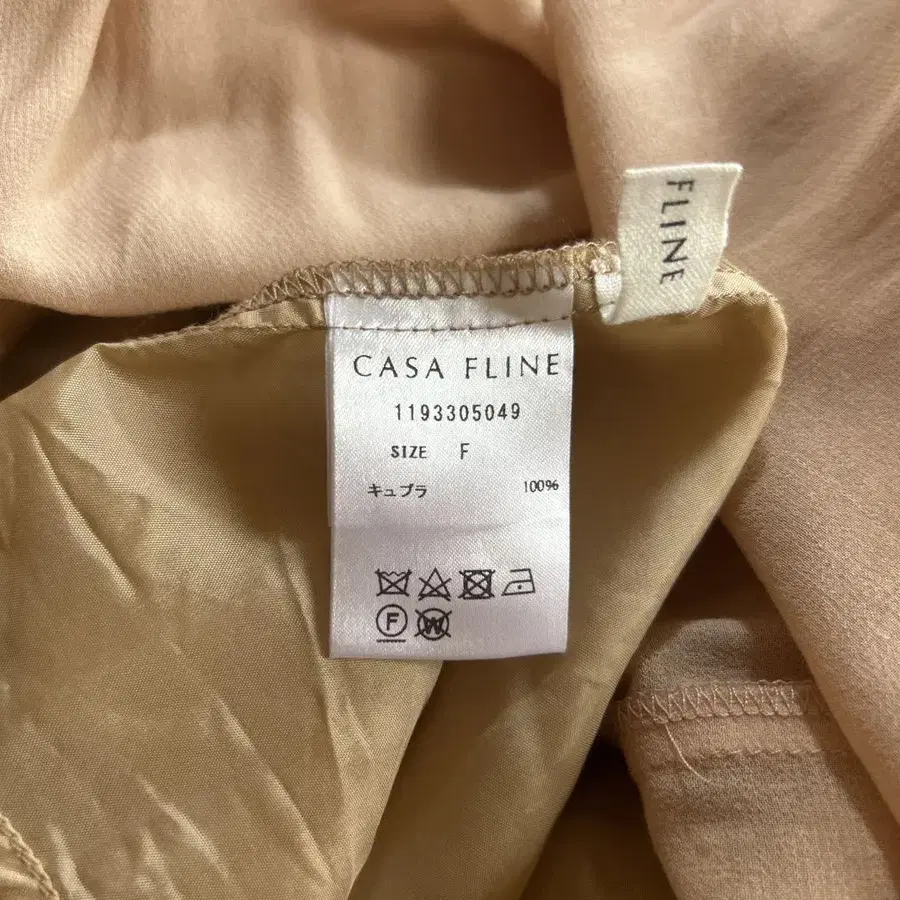 FLINE
CASA FLINE
1193305049
SIZE F
キュプラ 100%
F W